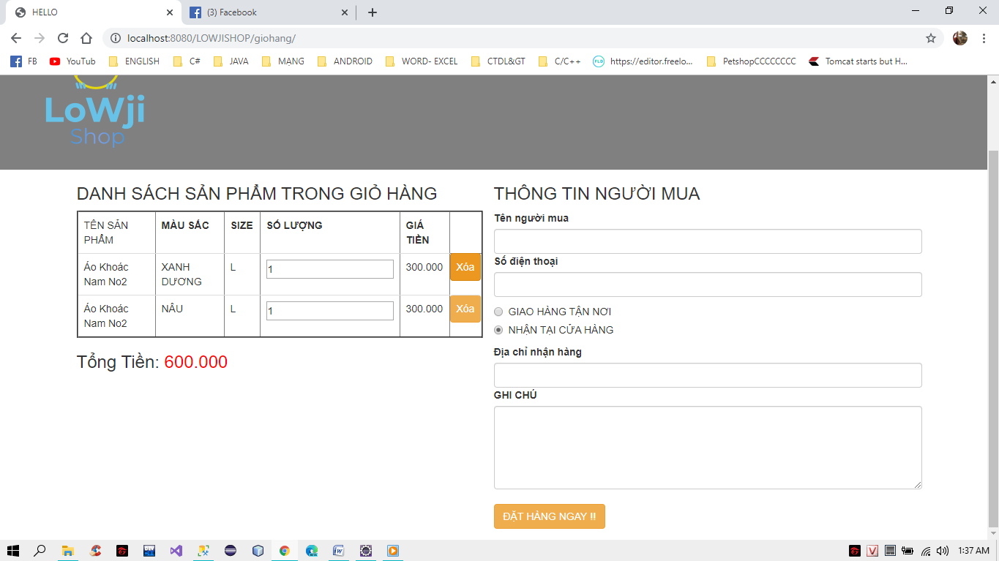 HELLO
(3) Facebook
localhost:8080/LOWJISHOP/giohang/
FB
YouTub
ENGLISH
C#
JAVA
MẠNG
ANDROID
WORD- EXCEL
CTDL&GT
C/C++
https://editor.freelo...
PetshopCCCCCCCC
Tomcat starts but H...
LoWji
Shop
DANH SÁCH SẢN PHẨM TRONG GIỎ HÀNG
TÊN SẢN PHẨM MÀU SẮC SIZE SỐ LƯỢNG GIÁ TIỀN
Áo Khoác Nam No2 XANH DƯƠNG L 1 300.000 Xóa
Áo Khoác Nam No2 NÂU L 1 300.000 Xóa
Tổng Tiền: 600.000
THÔNG TIN NGƯỜI MUA
Tên người mua
Số điện thoại
GIAO HÀNG TẬN NƠI
NHẬN TẠI CỬA HÀNG
Địa chỉ nhận hàng
GHI CHÚ
ĐẶT HÀNG NGAY !!
1:37 AM